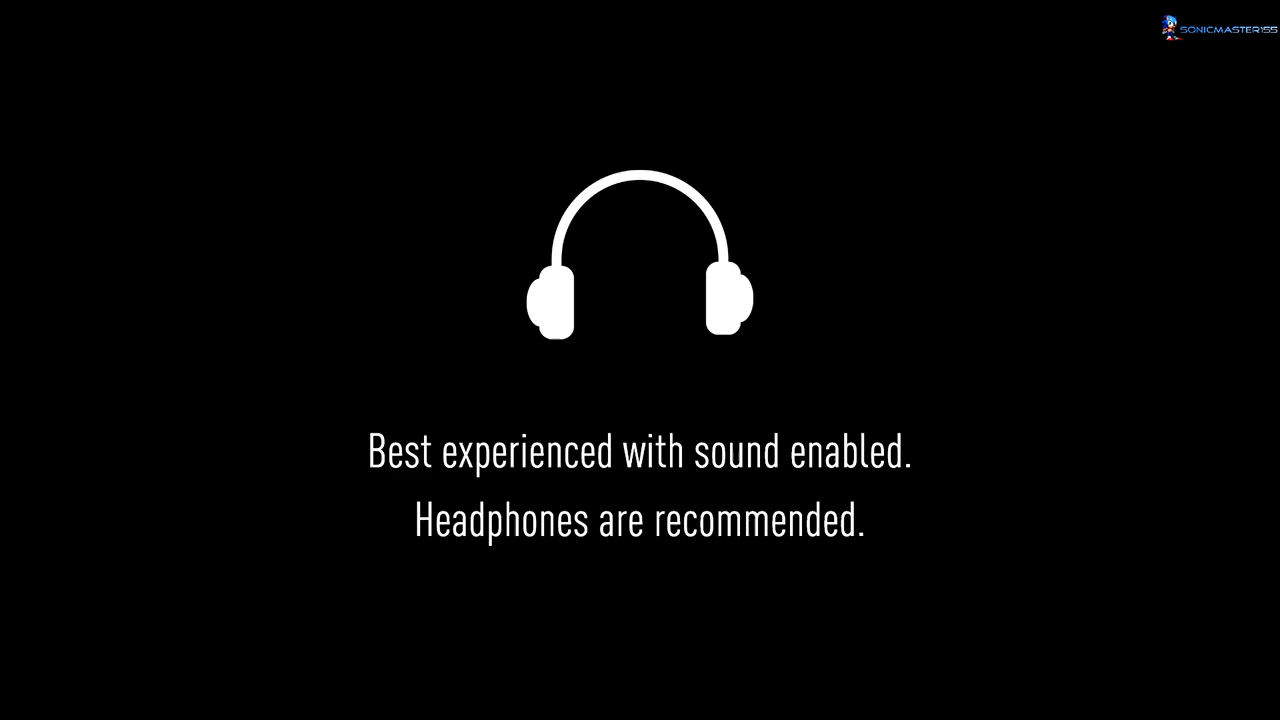 SONICMASTER155
Best experienced with sound enabled.
Headphones are recommended.